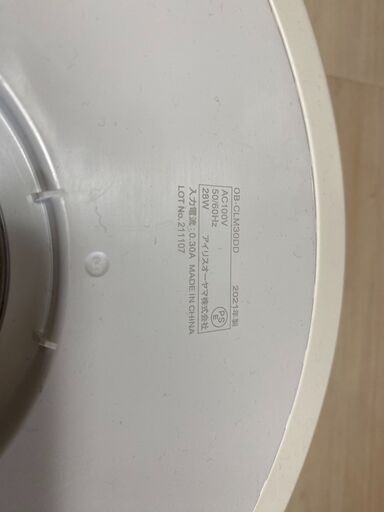 OB-CLM30DD 2021年製
AC100V
50/60Hz
28W アイリスオーヤマ株式会社
PS
E
入力電流:0.30A MADE IN CHINA
LOT No. 211107